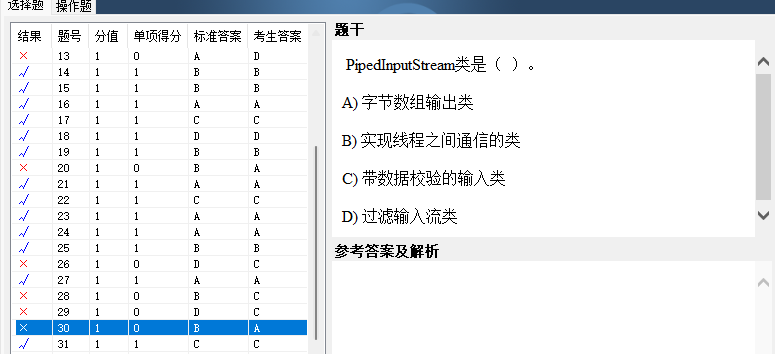 选择题 操作题
结果 题号 分值 单项得分 标准答案 考生答案
× 13 1 0 A D
√ 14 1 1 B B
√ 15 1 1 B B
√ 16 1 1 A A
√ 17 1 1 C C
√ 18 1 1 D D
√ 19 1 1 B B
× 20 1 0 B A
√ 21 1 1 A A
√ 22 1 1 C C
√ 23 1 1 A A
√ 24 1 1 A A
√ 25 1 1 B B
× 26 1 0 D C
√ 27 1 1 A A
× 28 1 0 B C
× 29 1 0 D C
× 30 1 0 B A
√ 31 1 1 C C
题干
PipedInputStream类是（ ）。
A) 字节数组输出类
B) 实现线程之间通信的类
C) 带数据校验的输入类
D) 过滤输入流类
参考答案及解析